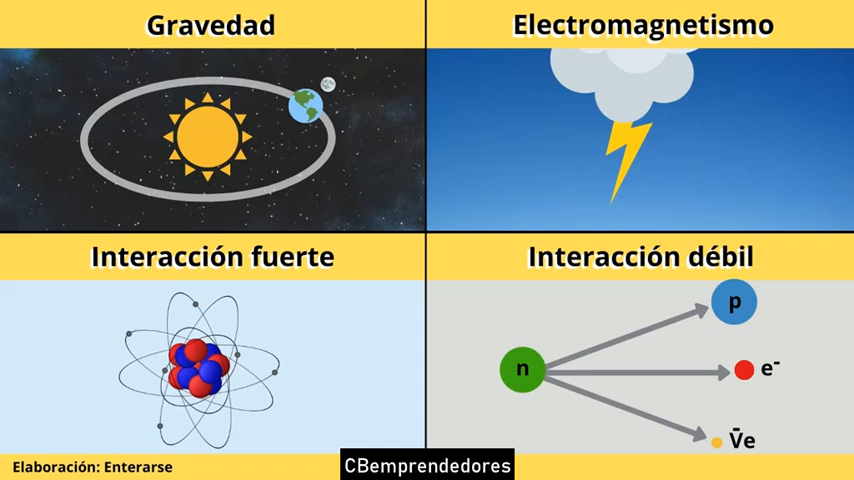 Gravedad
Electromagnetismo
Interacción fuerte
Interacción débil
p
n
e⁻
V̄e
Elaboración: Enterarse
CBemprendedores